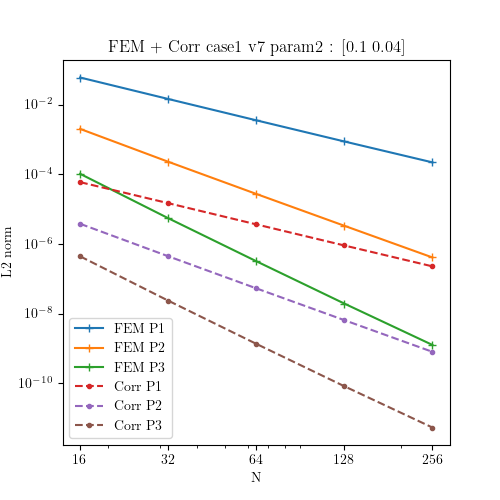 FEM + Corr case1 v7 param2 : [0.1 0.04]
L2 norm
10⁻²
10⁻⁴
10⁻⁶
10⁻⁸
10⁻¹⁰
FEM P1
FEM P2
FEM P3
Corr P1
Corr P2
Corr P3
16 32 64 128 256
N